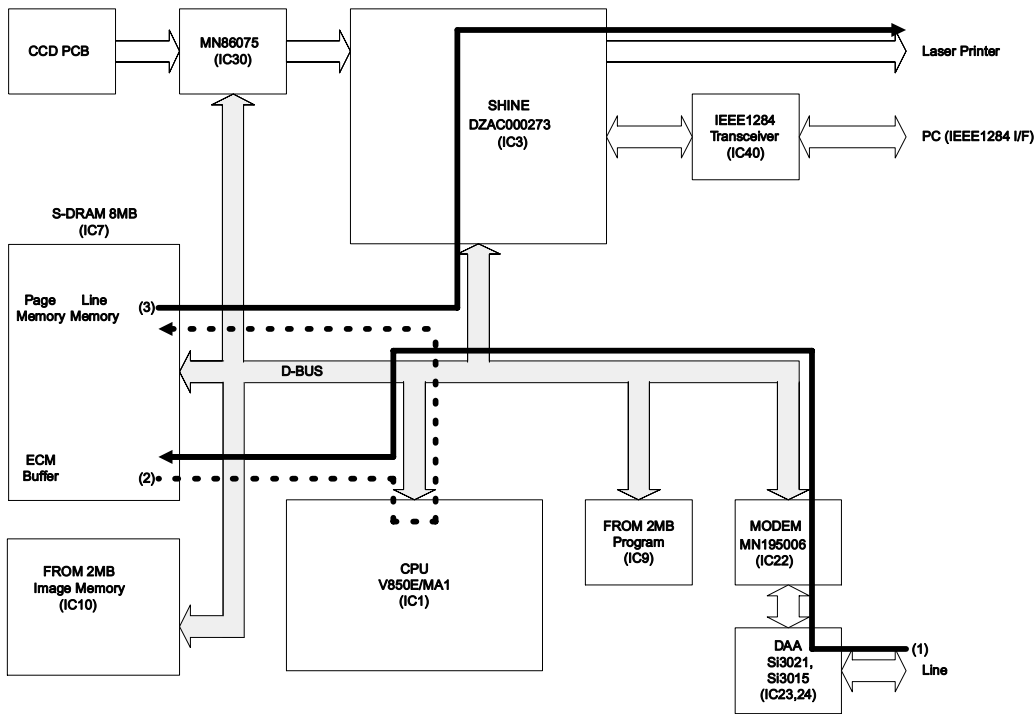 CCD PCB
MN86075
(IC30)
SHINE
DZAC000273
(IC3)
Laser Printer
IEEE1284
Transceiver
(IC40)
PC (IEEE1284 I/F)
S-DRAM 8MB
(IC7)
Page Line
Memory Memory
(3)
D-BUS
ECM
Buffer
(2)
FROM 2MB
Image Memory
(IC10)
CPU
V850E/MA1
(IC1)
FROM 2MB
Program
(IC9)
MODEM
MN195006
(IC22)
DAA
Si3021,
Si3015
(IC23,24)
(1)
Line